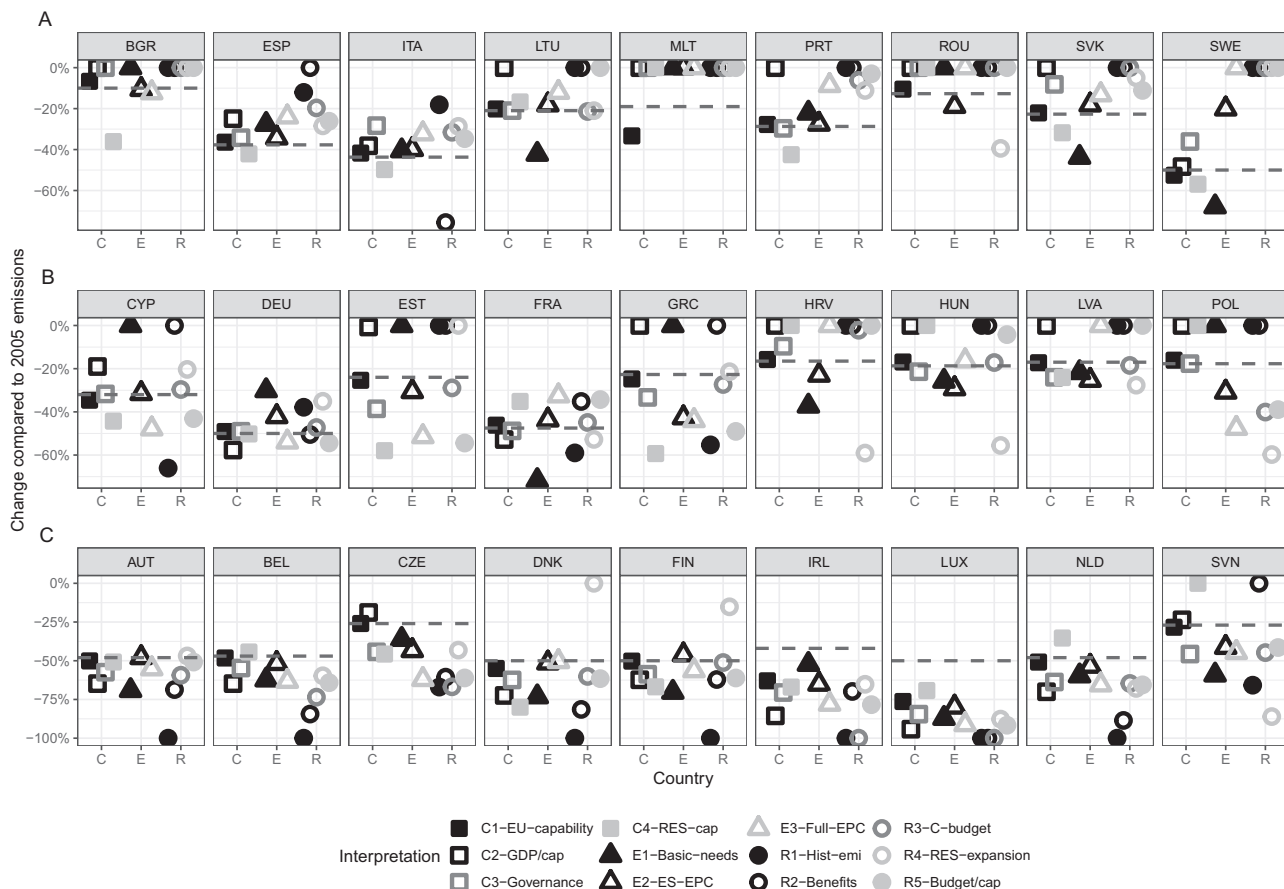 A
BGR ESP ITA LTU MLT PRT ROU SVK SWE
0%
−20%
−40%
−60%
C E R C E R C E R C E R C E R C E R C E R C E R C E R
B
CYP DEU EST FRA GRC HRV HUN LVA POL
0%
−20%
−40%
−60%
C E R C E R C E R C E R C E R C E R C E R C E R C E R
C
AUT BEL CZE DNK FIN IRL LUX NLD SVN
0%
−25%
−50%
−75%
−100%
C E R C E R C E R C E R C E R C E R C E R C E R C E R
Change compared to 2005 emissions
Country
Interpretation
C1−EU−capability C4−RES−cap E3−Full−EPC R3−C−budget
C2−GDP/cap E1−Basic−needs R1−Hist−emi R4−RES−expansion
C3−Governance E2−ES−EPC R2−Benefits R5−Budget/cap